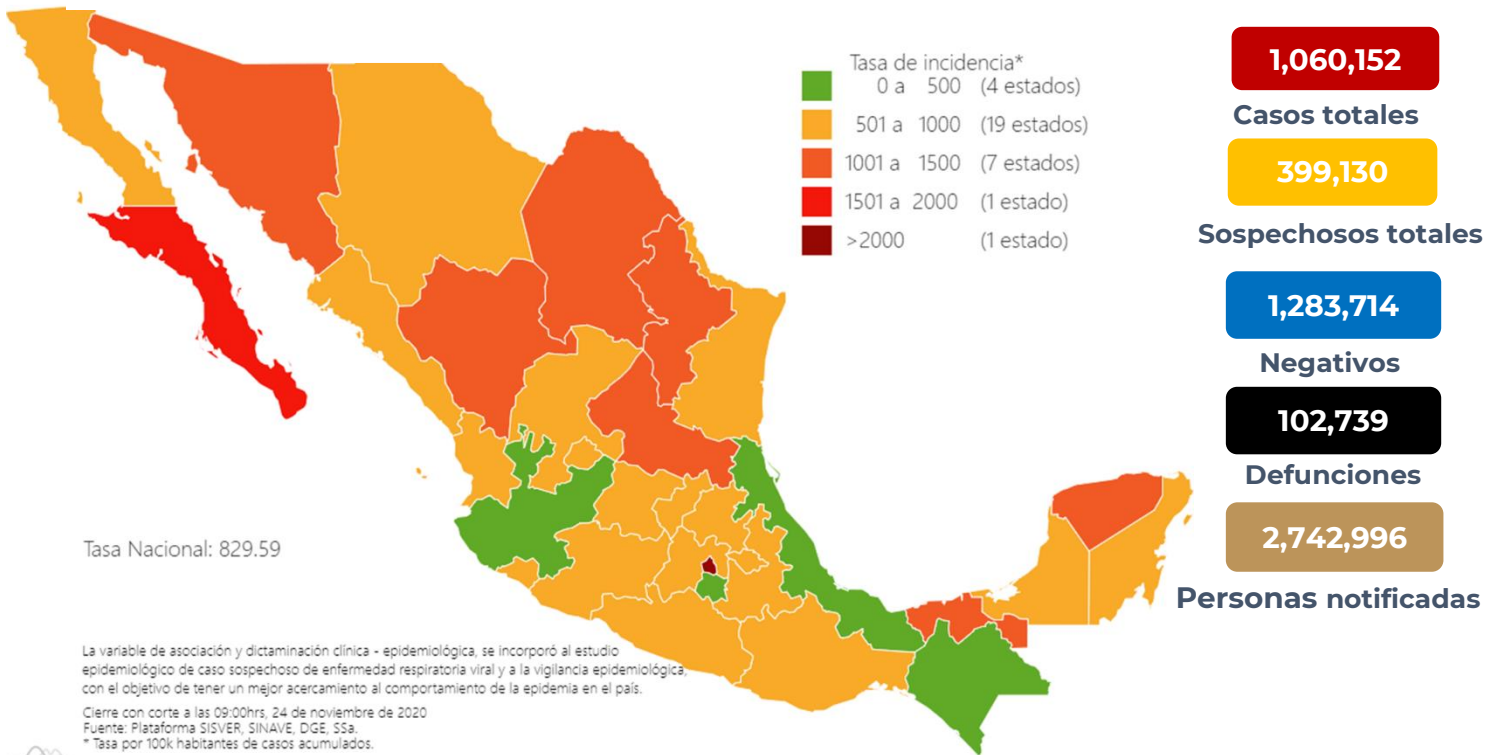 Tasa de incidencia*
0 a 500 (4 estados)
501 a 1000 (19 estados)
1001 a 1500 (7 estados)
1501 a 2000 (1 estado)
>2000 (1 estado)
1,060,152
Casos totales
399,130
Sospechosos totales
1,283,714
Negativos
102,739
Defunciones
2,742,996
Personas notificadas
Tasa Nacional: 829.59
La variable de asociación y dictaminación clínica - epidemiológica, se incorporó al estudio
epidemiológico de caso sospechoso de enfermedad respiratoria viral y a la vigilancia epidemiológica,
con el objetivo de tener un mejor acercamiento al comportamiento de la epidemia en el país.
Cierre con corte a las 09:00hrs, 24 de noviembre de 2020
Fuente: Plataforma SISVER, SINAVE, DGE, SSa.
* Tasa por 100k habitantes de casos acumulados.